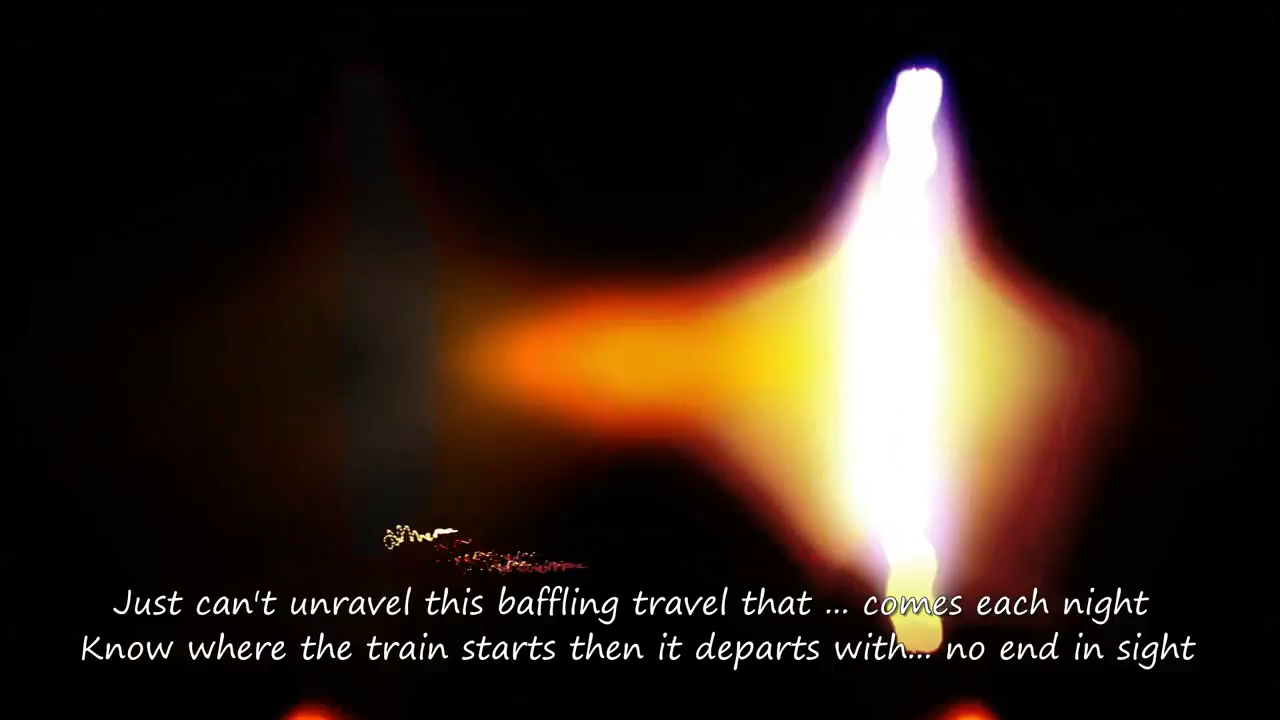 Just can't unravel this baffling travel that ... comes each night
Know where the train starts then it departs with... no end in sight